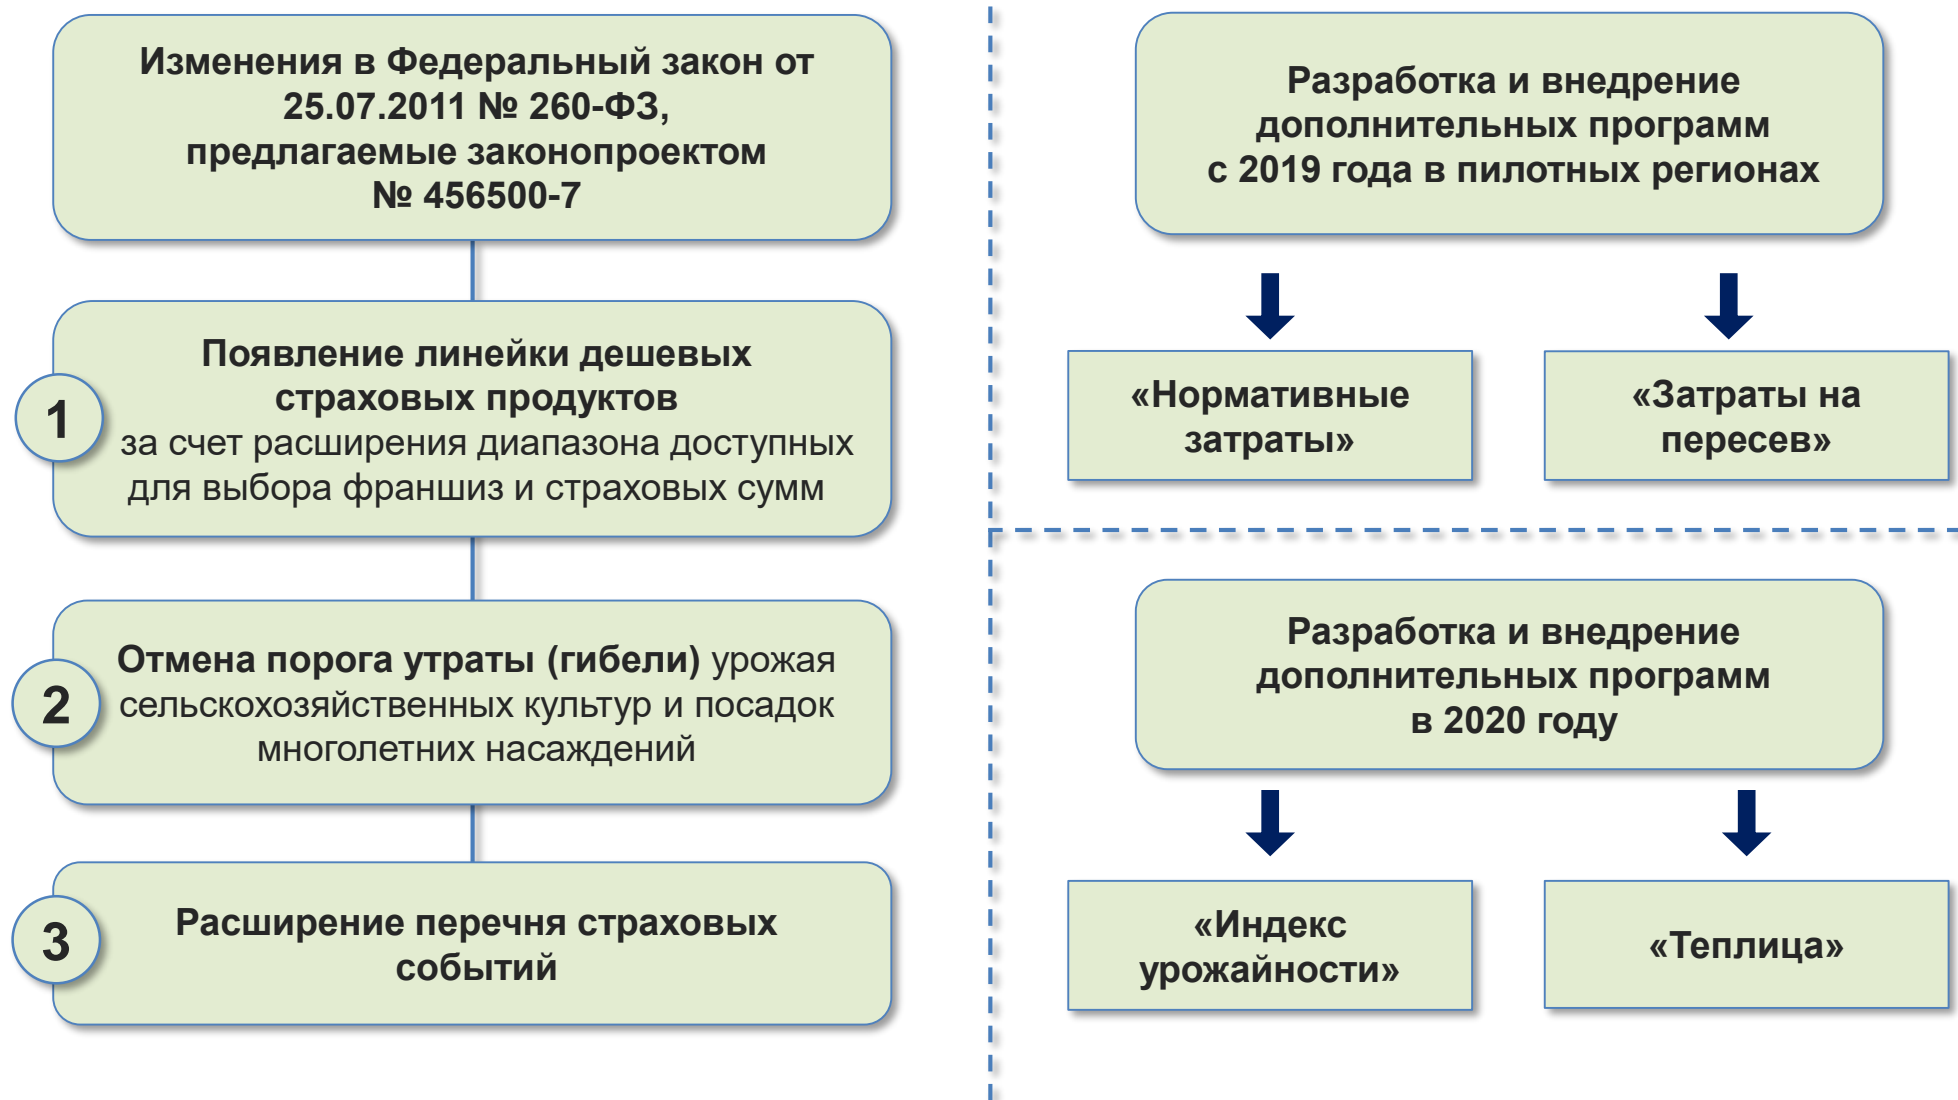 Изменения в Федеральный закон от
25.07.2011 № 260-ФЗ,
предлагаемые законопроектом
№ 456500-7
1
Появление линейки дешевых
страховых продуктов
за счет расширения диапазона доступных
для выбора франшиз и страховых сумм
2
Отмена порога утраты (гибели) урожая
сельскохозяйственных культур и посадок
многолетних насаждений
3
Расширение перечня страховых
событий
Разработка и внедрение
дополнительных программ
с 2019 года в пилотных регионах
«Нормативные
затраты»
«Затраты на
пересев»
Разработка и внедрение
дополнительных программ
в 2020 году
«Индекс
урожайности»
«Теплица»